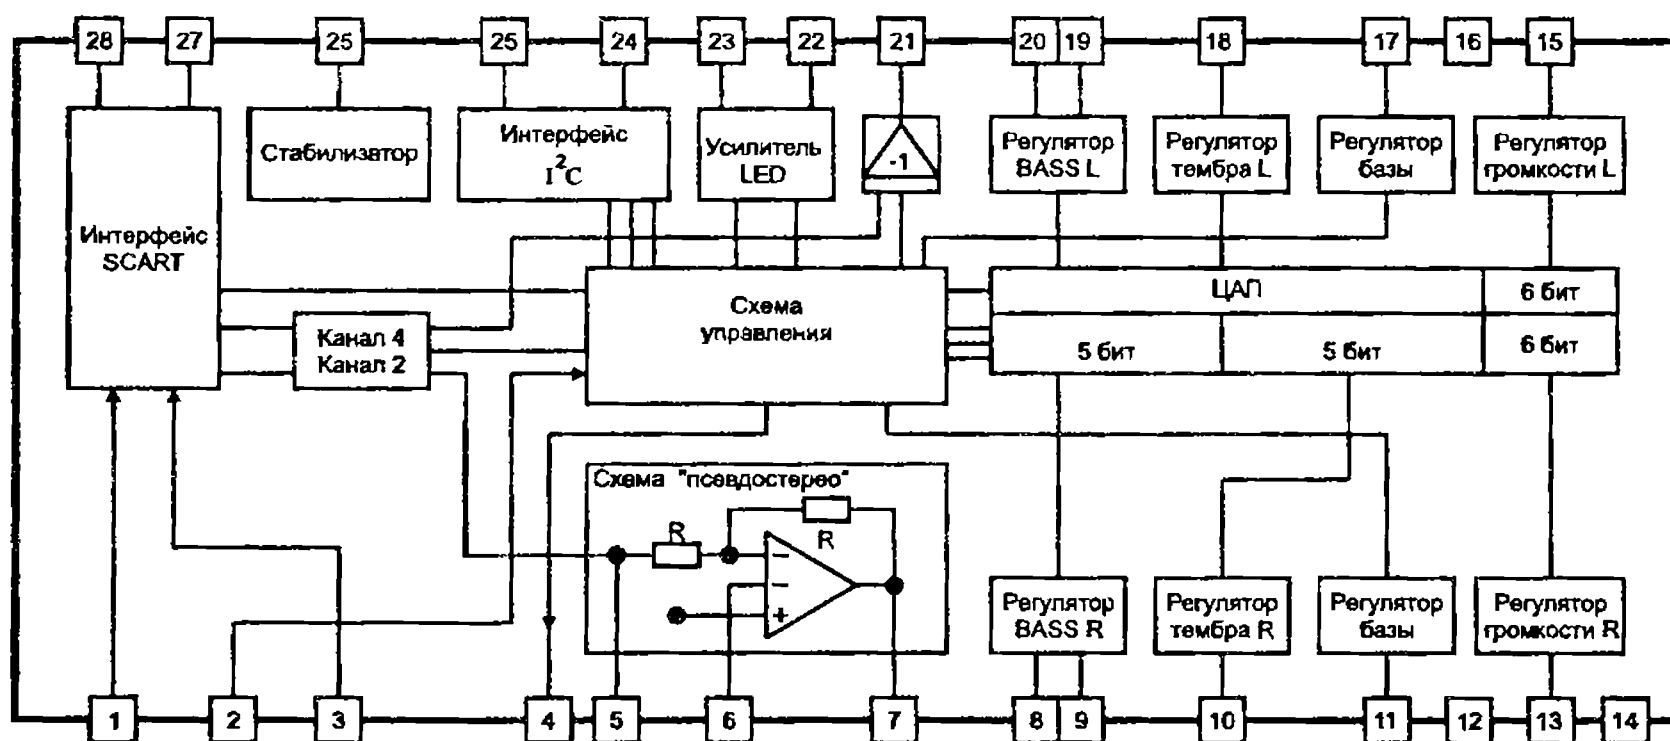 28 27 25 25 24 23 22 21 20 19 18 17 16 15
Стабилизатор
Интерфейс
I²C
Усилитель
LED
-1
Регулятор
BASS L
Регулятор
тембра L
Регулятор
базы
Регулятор
громкости L
Интерфейс
SCART
Канал 4
Канал 2
Схема
управления
ЦАП
6 бит
5 бит
5 бит
6 бит
Схема "псевдостерео"
R
R
−
−
+
Регулятор
BASS R
Регулятор
тембра R
Регулятор
базы
Регулятор
громкости R
1 2 3 4 5 6 7 8 9 10 11 12 13 14